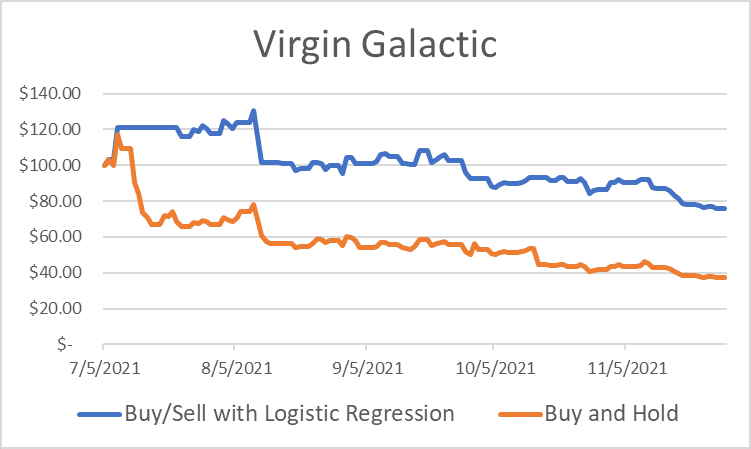 Virgin Galactic
$140.00
$120.00
$100.00
$80.00
$60.00
$40.00
$20.00
$-
7/5/2021 8/5/2021 9/5/2021 10/5/2021 11/5/2021
Buy/Sell with Logistic Regression Buy and Hold